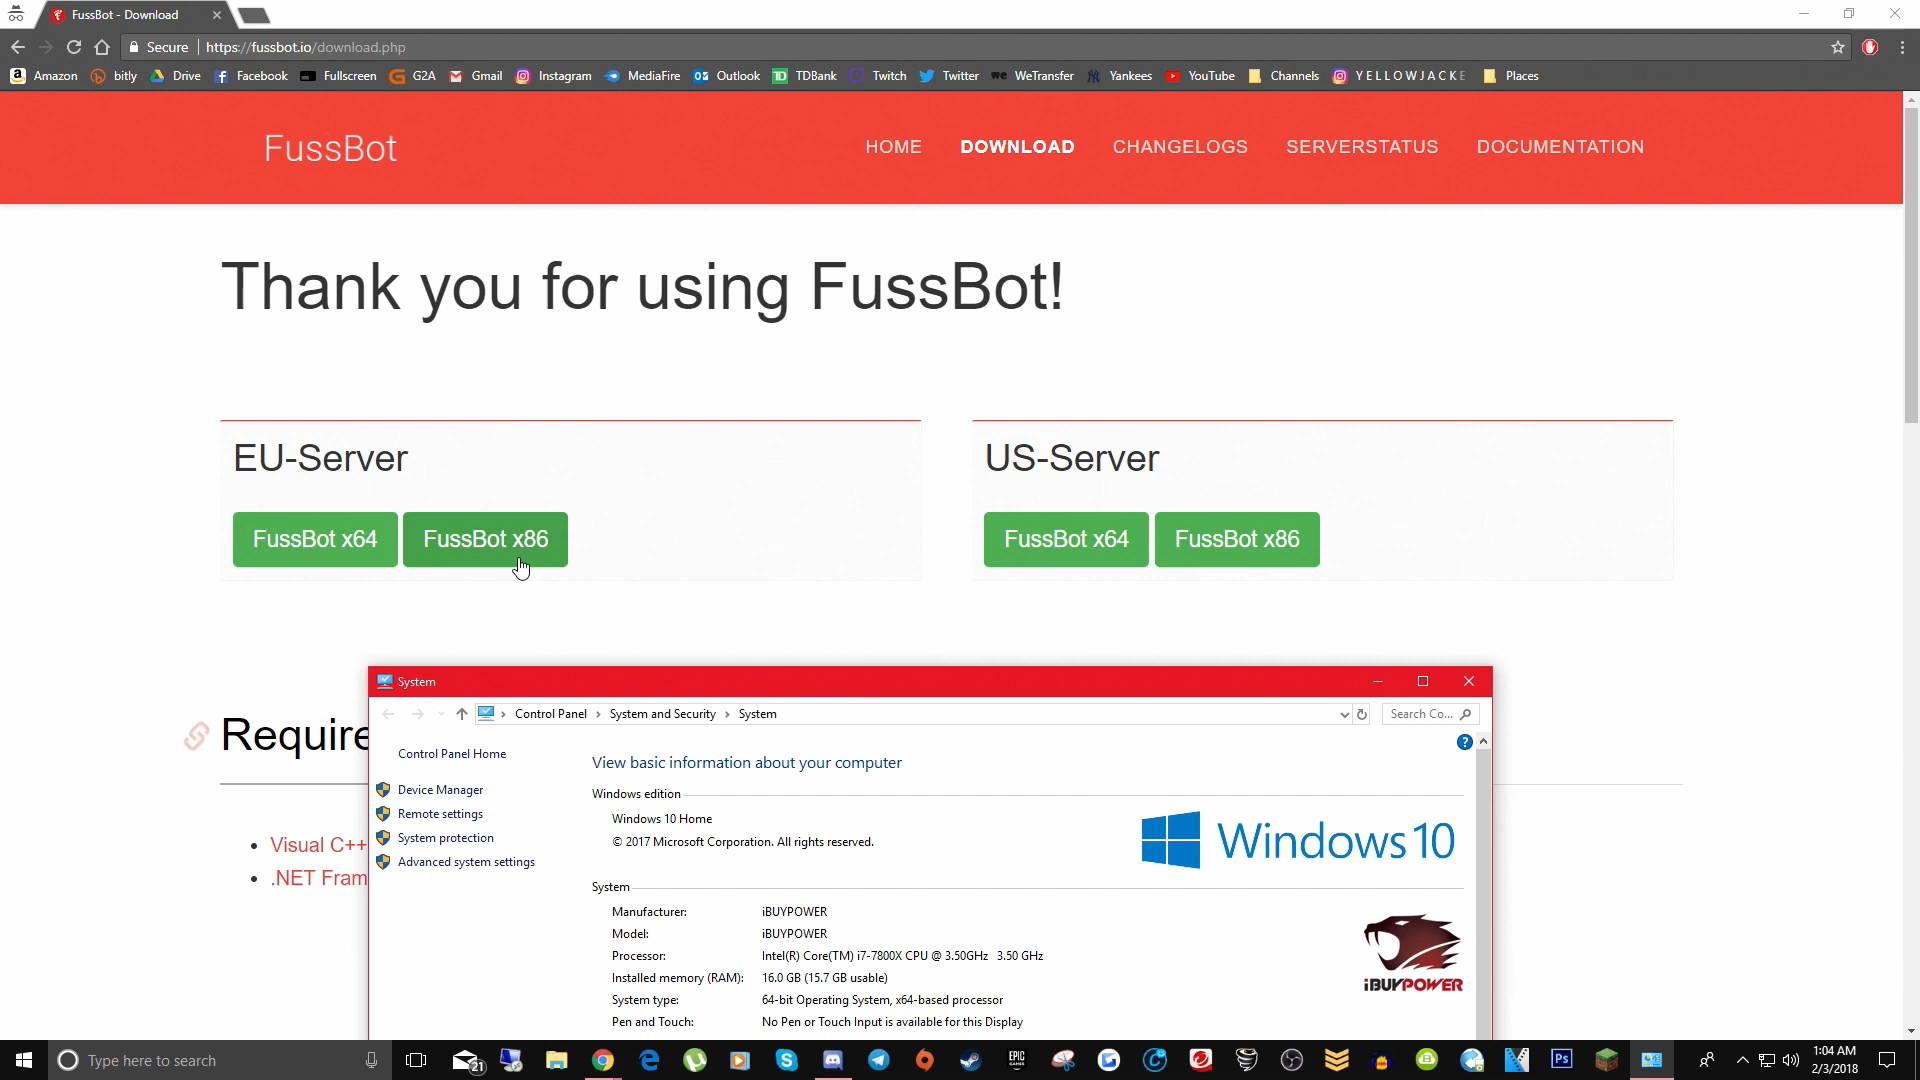 FussBot - Download
Secure https://fussbot.io/download.php
Amazon bitly Drive Facebook Fullscreen G2A Gmail Instagram MediaFire Outlook TDBank Twitch Twitter WeTransfer Yankees YouTube Channels Y E L L O W J A C K E Places
FussBot HOME DOWNLOAD CHANGELOGS SERVERSTATUS DOCUMENTATION
Thank you for using FussBot!
EU-Server
FussBot x64 FussBot x86
US-Server
FussBot x64 FussBot x86
Require
Visual C++
.NET Fram
System
Control Panel System and Security System Search Co...
Control Panel Home
Device Manager
Remote settings
System protection
Advanced system settings
View basic information about your computer
Windows edition
Windows 10 Home
© 2017 Microsoft Corporation. All rights reserved.
Windows 10
System
Manufacturer: iBUYPOWER
Model: iBUYPOWER
Processor: Intel(R) Core(TM) i7-7800X CPU @ 3.50GHz 3.50 GHz
Installed memory (RAM): 16.0 GB (15.7 GB usable)
System type: 64-bit Operating System, x64-based processor
Pen and Touch: No Pen or Touch Input is available for this Display
iBUYPOWER
Type here to search
21
EPIC
GAMES
Ps
1:04 AM
2/3/2018